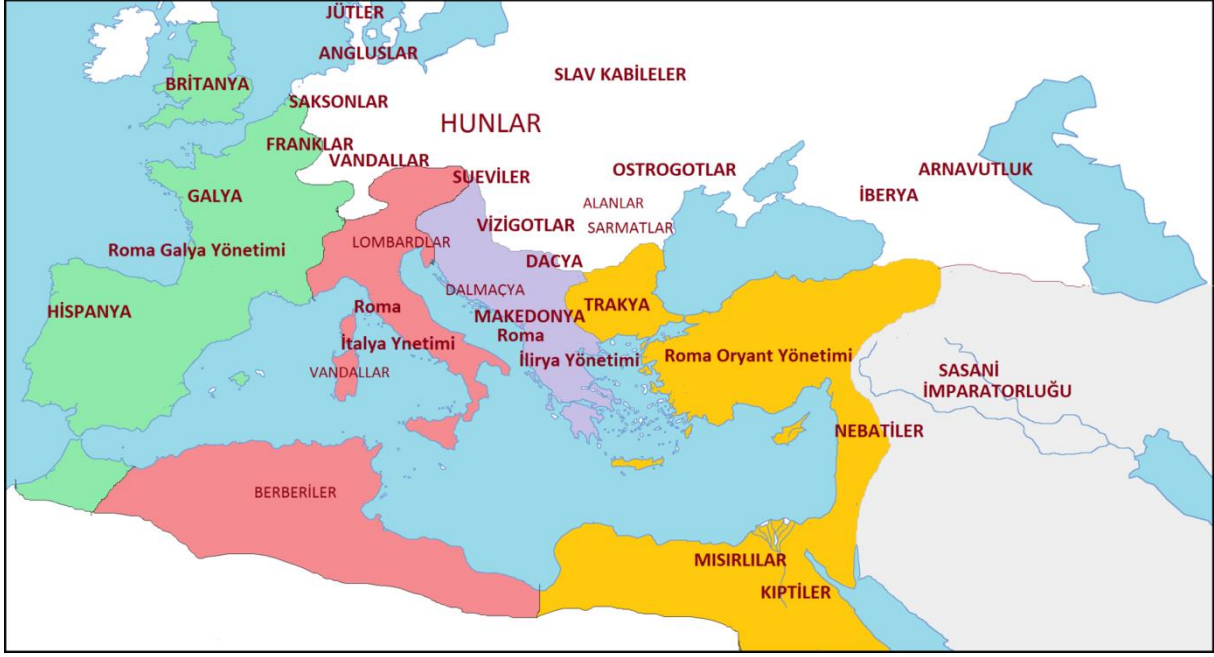 JÜTLER
ANGLUSLAR
SLAV KABİLELER
BRİTANYA
SAKSONLAR
HUNLAR
FRANKLAR
VANDALLAR
SUEVİLER
OSTROGOTLAR
ARNAVUTLUK
GALYA
İBERYA
ALANLAR
VİZİGOTLAR
SARMATLAR
Roma Galya Yönetimi
LOMBARDLAR
DACYA
DALMAÇYA
HİSPANYA
Roma
MAKEDONYA
TRAKYA
Roma
İtalya Ynetimi
İlirya Yönetimi
Roma Oryant Yönetimi
VANDALLAR
SASANİ
İMPARATORLUĞU
NEBATİLER
BERBERİLER
MISIRLILAR
KIPTİLER